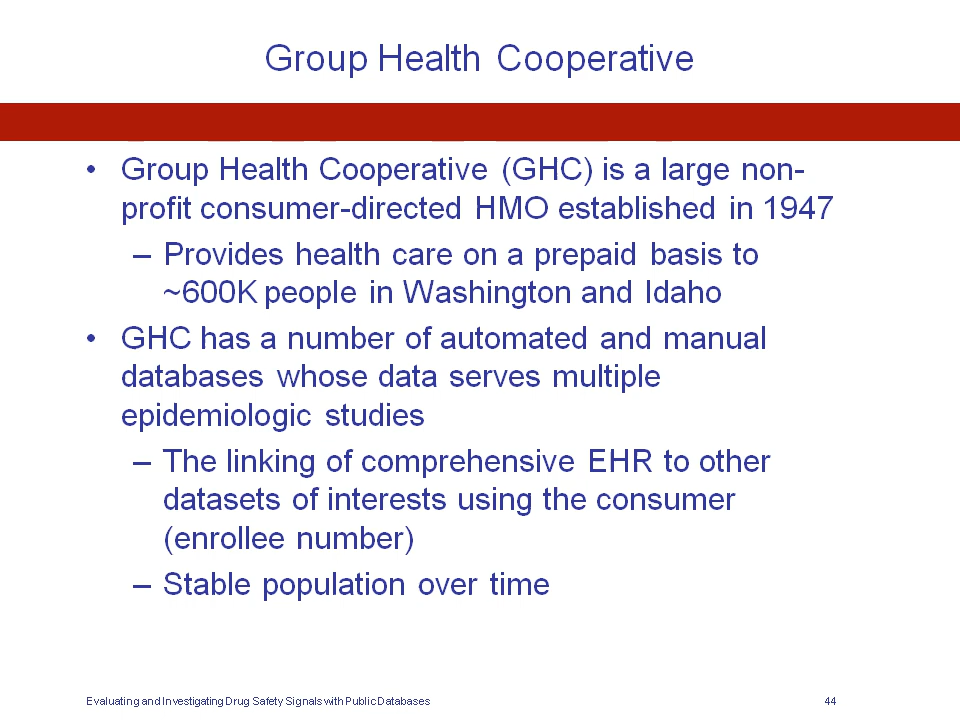 Group Health Cooperative
• Group Health Cooperative (GHC) is a large non-
profit consumer-directed HMO established in 1947
– Provides health care on a prepaid basis to
~600K people in Washington and Idaho
• GHC has a number of automated and manual
databases whose data serves multiple
epidemiologic studies
– The linking of comprehensive EHR to other
datasets of interests using the consumer
(enrollee number)
– Stable population over time
Evaluating and Investigating Drug Safety Signals with Public Databases 44